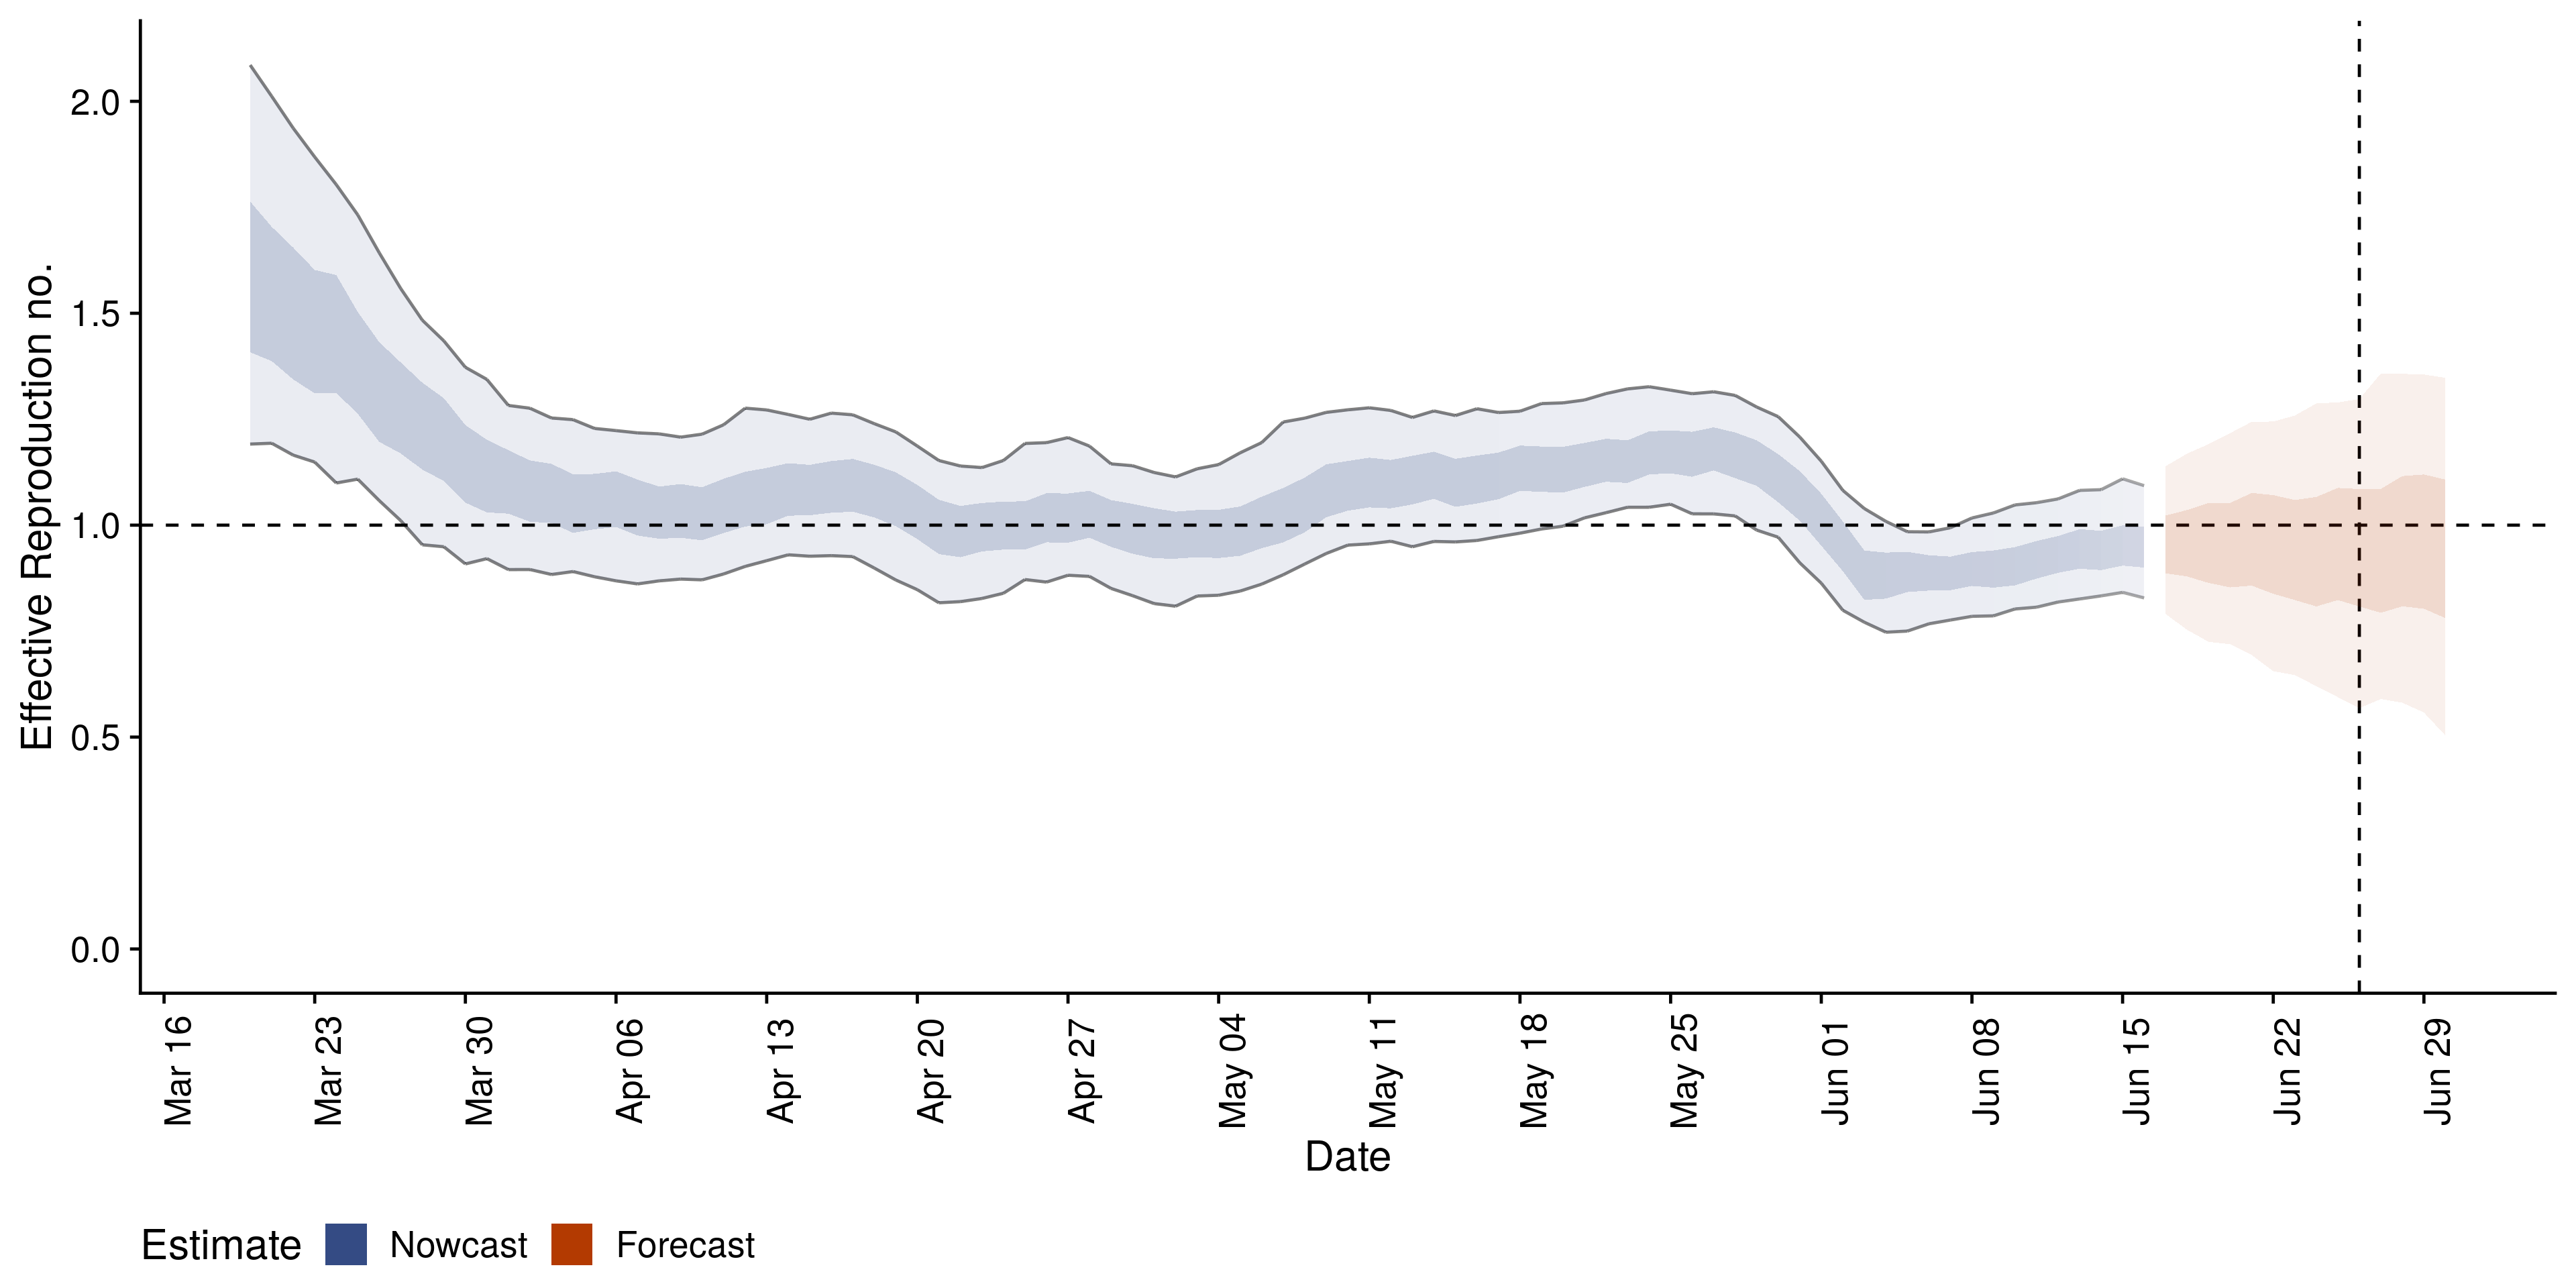 Effective Reproduction no.
2.0
1.5
1.0
0.5
0.0
Mar 16
Mar 23
Mar 30
Apr 06
Apr 13
Apr 20
Apr 27
May 04
May 11
May 18
May 25
Jun 01
Jun 08
Jun 15
Jun 22
Jun 29
Date
Estimate Nowcast Forecast